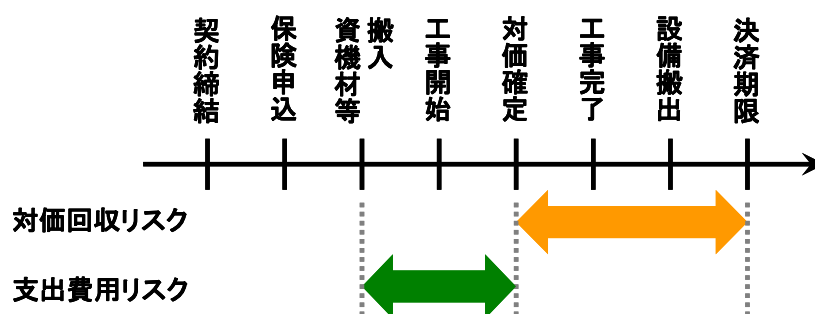 契約締結
保険申込
搬入
資機材等
工事開始
対価確定
工事完了
設備搬出
決済期限
対価回収リスク
支出費用リスク